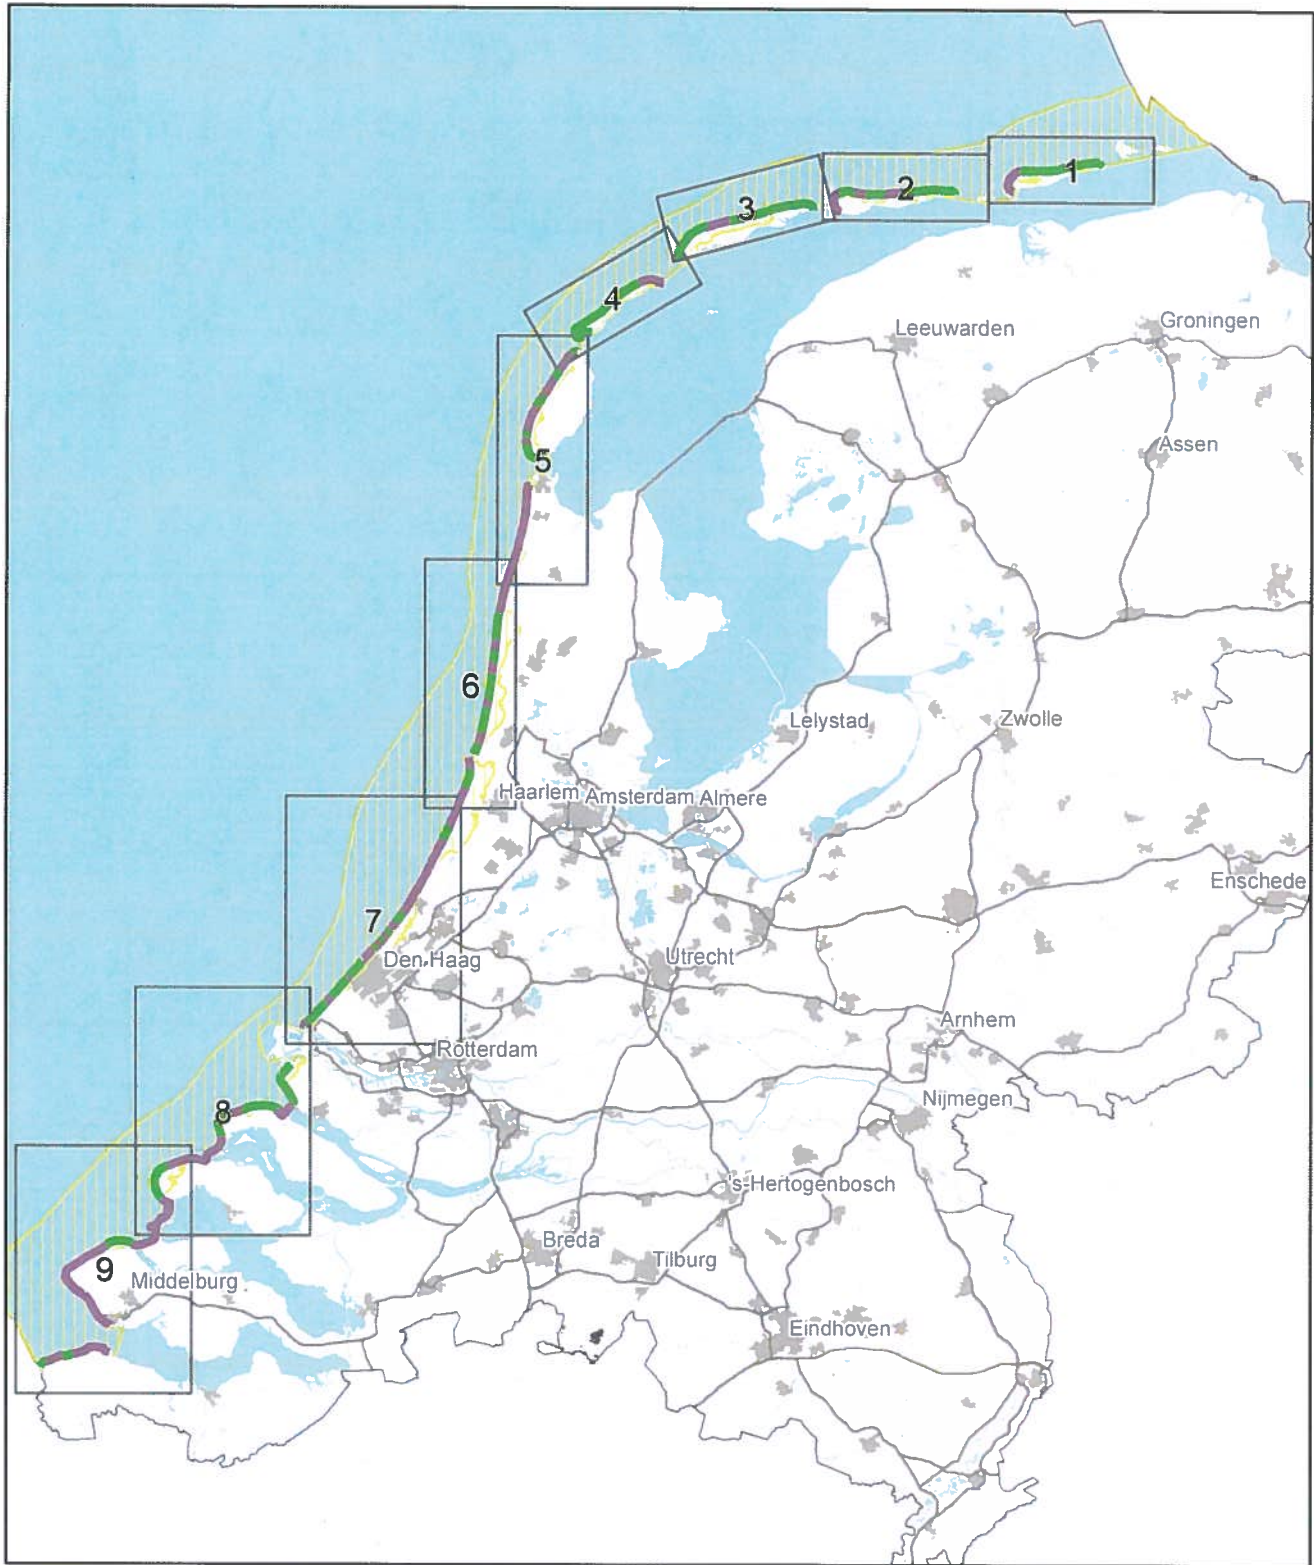 1
2
3
4
Leeuwarden
Groningen
5
Assen
6
Lelystad
Zwolle
Haarlem
Amsterdam
Almere
Enschede
7
Den Haag
Utrecht
Arnhem
Rotterdam
Nijmegen
8
's-Hertogenbosch
Breda
Tilburg
9
Middelburg
Eindhoven